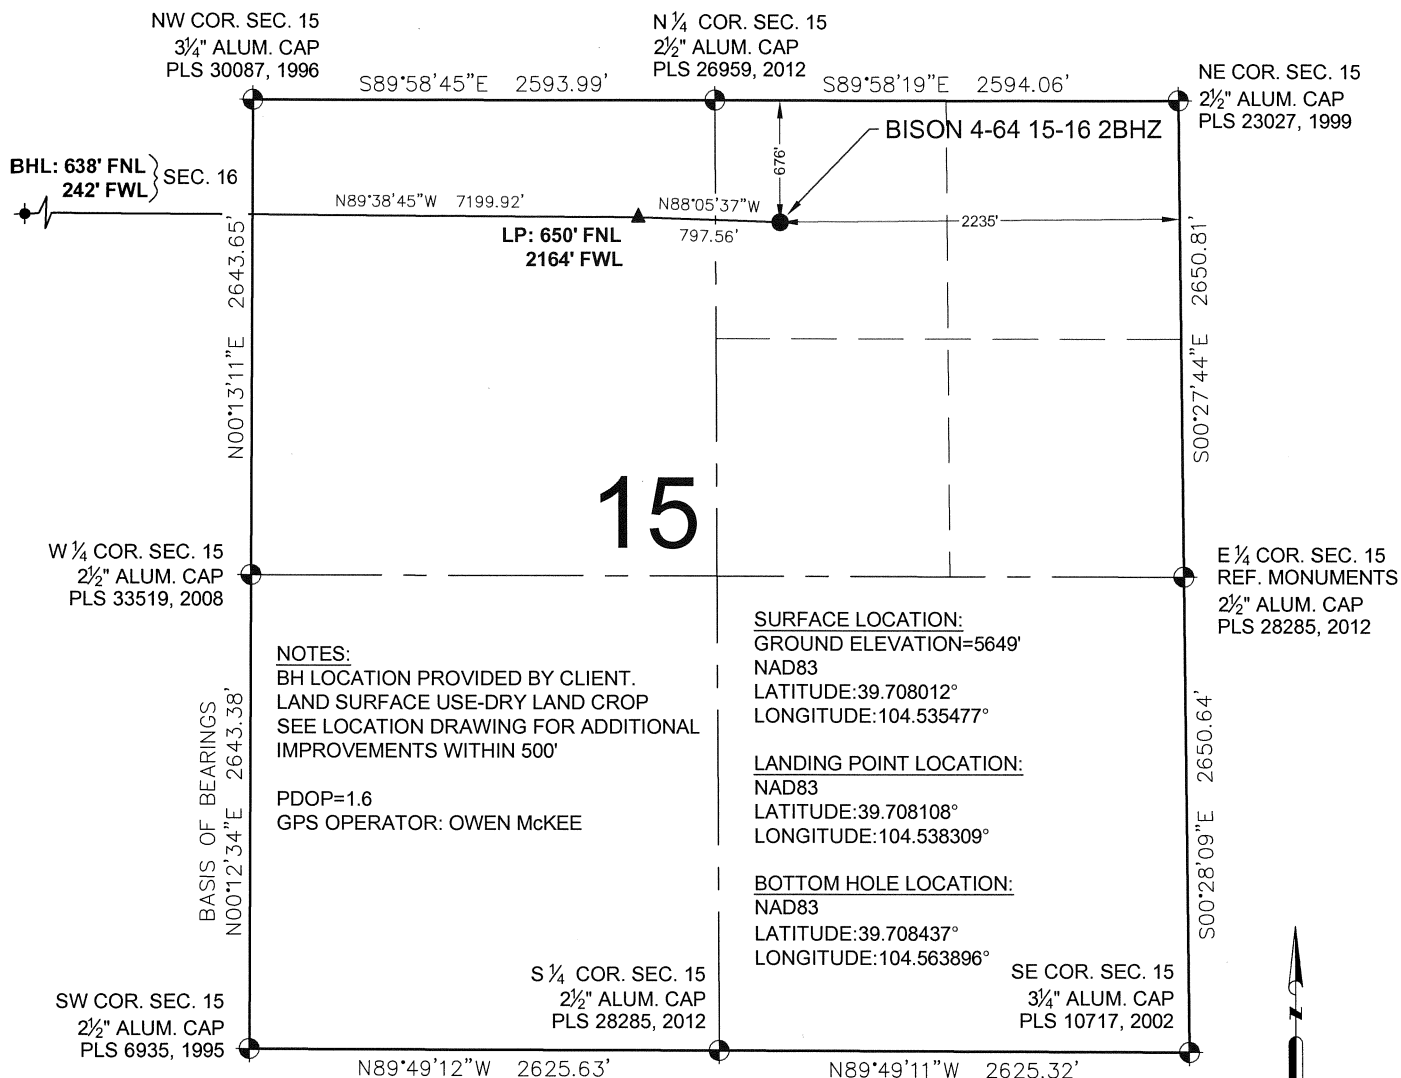 NW COR. SEC. 15
3¼" ALUM. CAP
PLS 30087, 1996
N ¼ COR. SEC. 15
2½" ALUM. CAP
PLS 26959, 2012
NE COR. SEC. 15
2½" ALUM. CAP
PLS 23027, 1999
S89°58'45"E 2593.99'
S89°58'19"E 2594.06'
BISON 4-64 15-16 2BHZ
676'
BHL: 638' FNL
242' FWL
SEC. 16
N89°38'45"W 7199.92'
N88°05'37"W
797.56'
2235'
LP: 650' FNL
2164' FWL
N00°13'11"E 2643.65'
S00°27'44"E 2650.81'
15
W ¼ COR. SEC. 15
2½" ALUM. CAP
PLS 33519, 2008
E ¼ COR. SEC. 15
REF. MONUMENTS
2½" ALUM. CAP
PLS 28285, 2012
NOTES:
BH LOCATION PROVIDED BY CLIENT.
LAND SURFACE USE-DRY LAND CROP
SEE LOCATION DRAWING FOR ADDITIONAL
IMPROVEMENTS WITHIN 500'
PDOP=1.6
GPS OPERATOR: OWEN McKEE
SURFACE LOCATION:
GROUND ELEVATION=5649'
NAD83
LATITUDE:39.708012°
LONGITUDE:104.535477°
LANDING POINT LOCATION:
NAD83
LATITUDE:39.708108°
LONGITUDE:104.538309°
BOTTOM HOLE LOCATION:
NAD83
LATITUDE:39.708437°
LONGITUDE:104.563896°
BASIS OF BEARINGS
N00°12'34"E 2643.38'
S00°28'09"E 2650.64'
SW COR. SEC. 15
2½" ALUM. CAP
PLS 6935, 1995
S ¼ COR. SEC. 15
2½" ALUM. CAP
PLS 28285, 2012
SE COR. SEC. 15
3¼" ALUM. CAP
PLS 10717, 2002
N89°49'12"W 2625.63'
N89°49'11"W 2625.32'
N